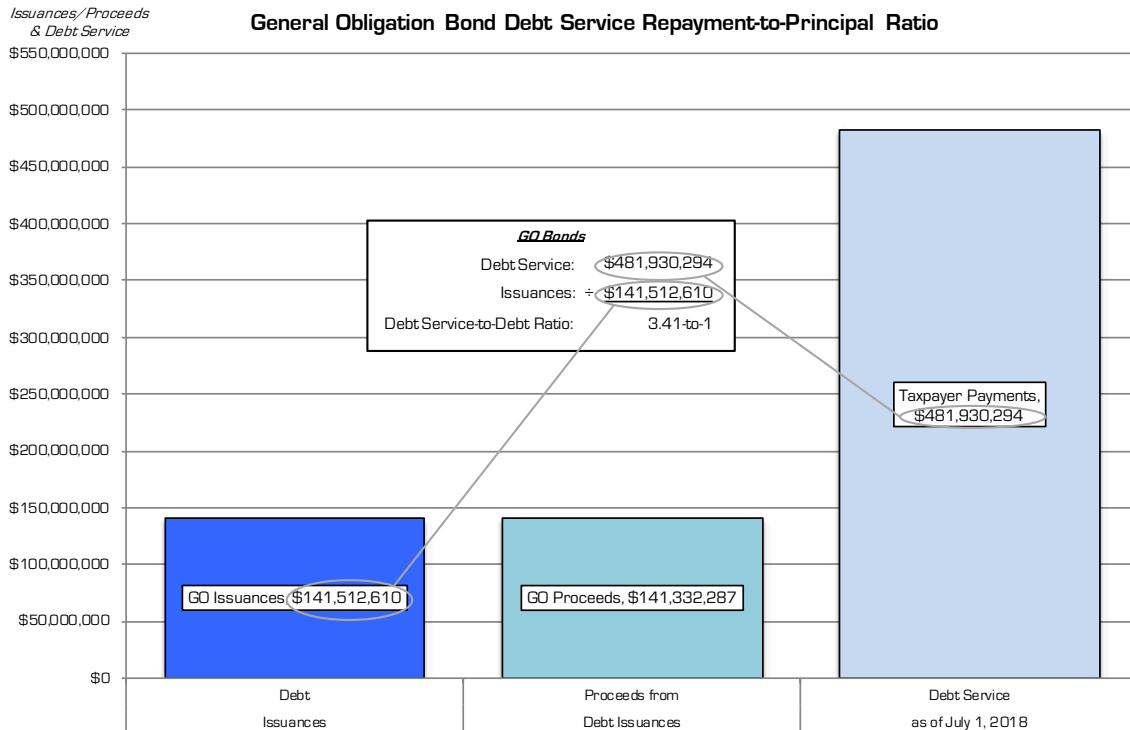 Issuances/Proceeds
& Debt Service
General Obligation Bond Debt Service Repayment-to-Principal Ratio
$550,000,000
$500,000,000
$450,000,000
$400,000,000
$350,000,000
$300,000,000
$250,000,000
$200,000,000
$150,000,000
$100,000,000
$50,000,000
$0
GO Bonds
Debt Service: $481,930,294
Issuances: ÷ $141,512,610
Debt Service-to-Debt Ratio: 3.41-to-1
Taxpayer Payments,
$481,930,294
GO Issuances $141,512,610
GO Proceeds, $141,332,287
Debt
Issuances
Proceeds from
Debt Issuances
Debt Service
as of July 1, 2018